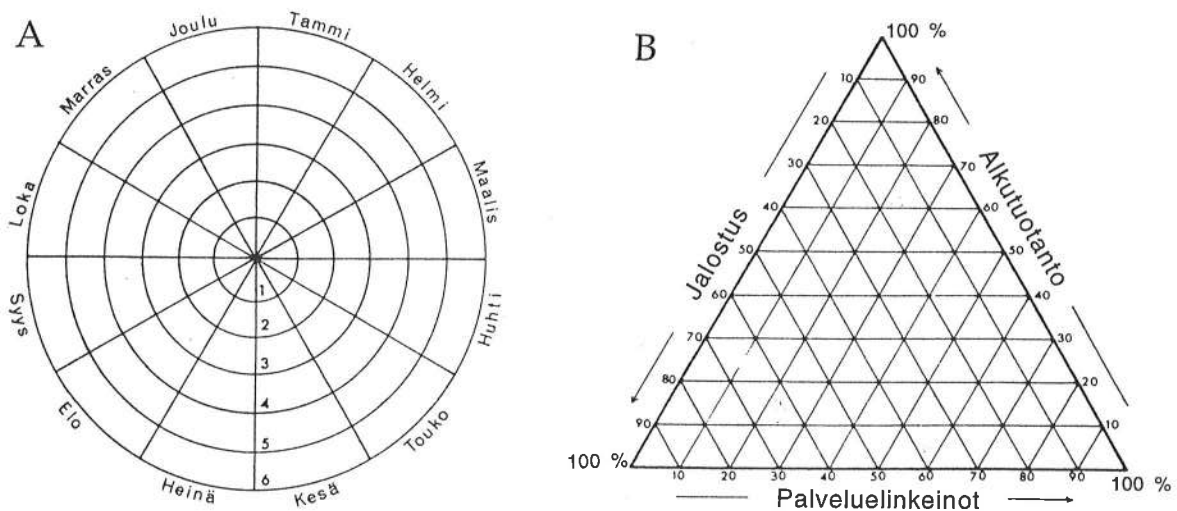 A
Joulu
Tammi
Helmi
Maalis
Huhti
Touko
Kesä
Heinä
Elo
Syys
Loka
Marras
1
2
3
4
5
6
B
100 %
10
20
30
40
50
60
70
80
90
Jalostus
100 %
90
80
70
60
50
40
30
20
10
Alkutuotanto
10
20
30
40
50
60
70
80
90
100 %
Palveluelinkeinot